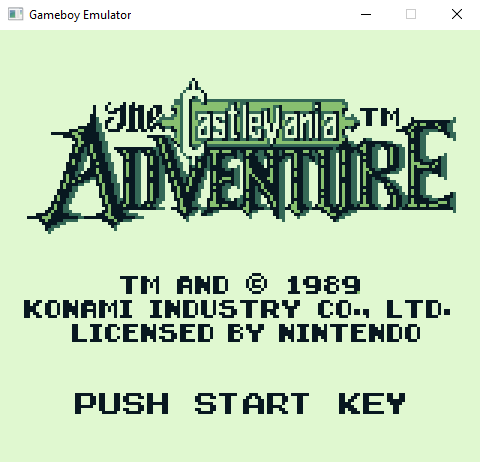 Gameboy Emulator
The Castlevania TM
ADVENTURE
TM AND © 1989
KONAMI INDUSTRY CO., LTD.
LICENSED BY NINTENDO
PUSH START KEY